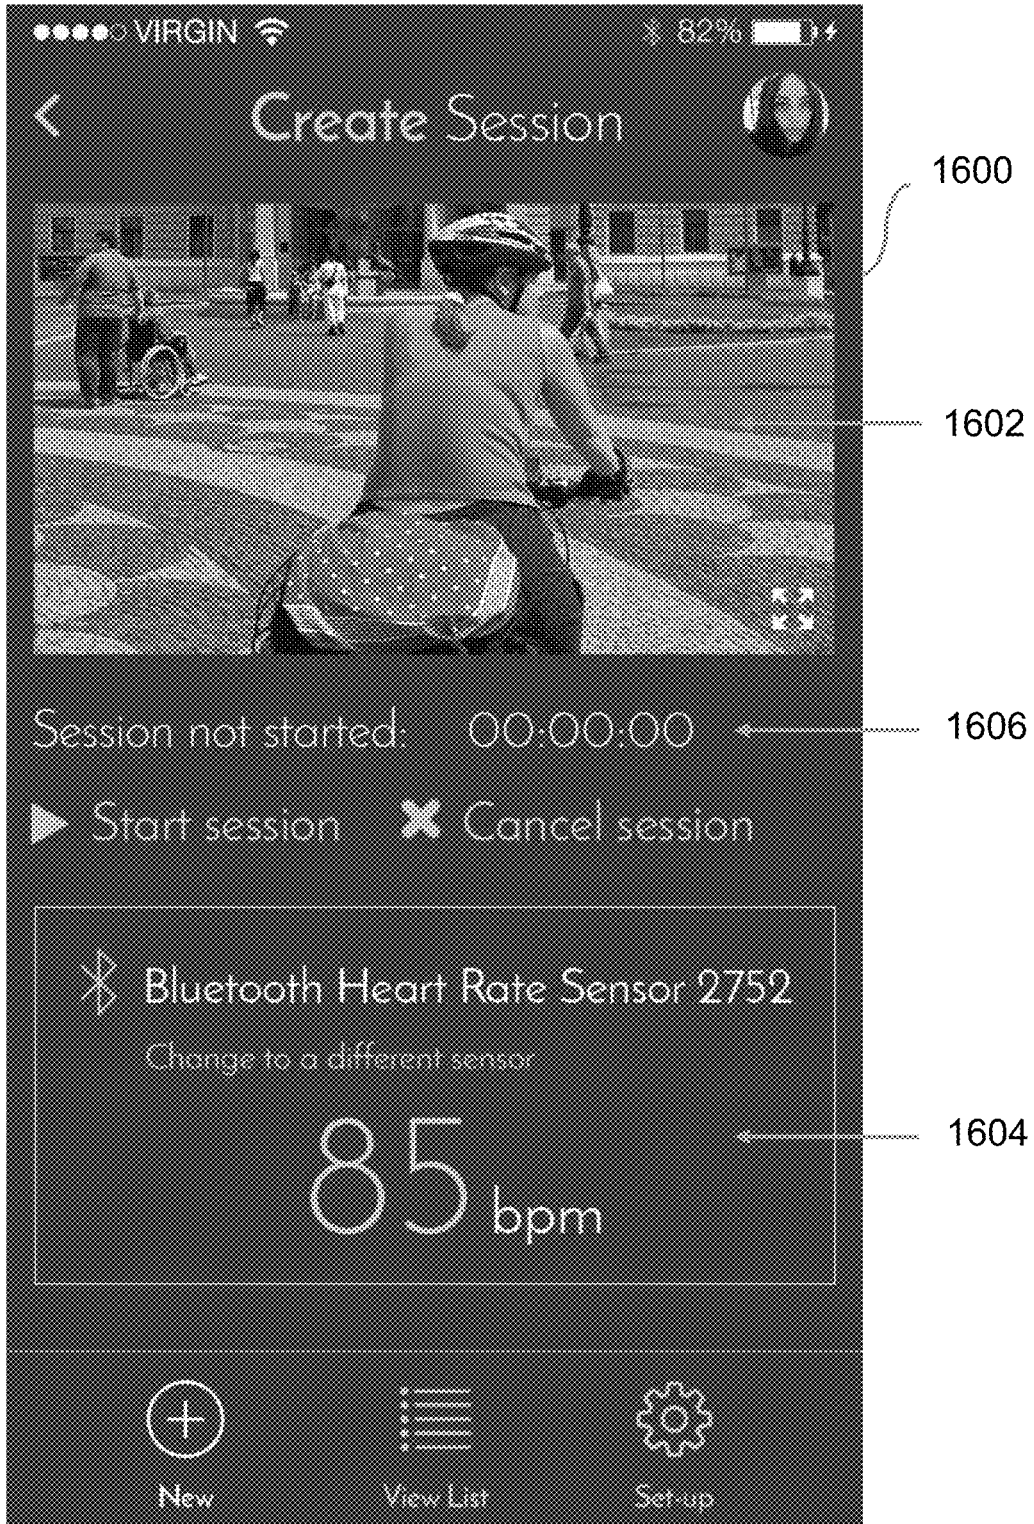 VIRGIN 82%
Create Session
1600
1602
Session not started: 00:00:00
1606
Start session Cancel session
Bluetooth Heart Rate Sensor 2752
Change to a different sensor
1604
85 bpm
New View List Set-up